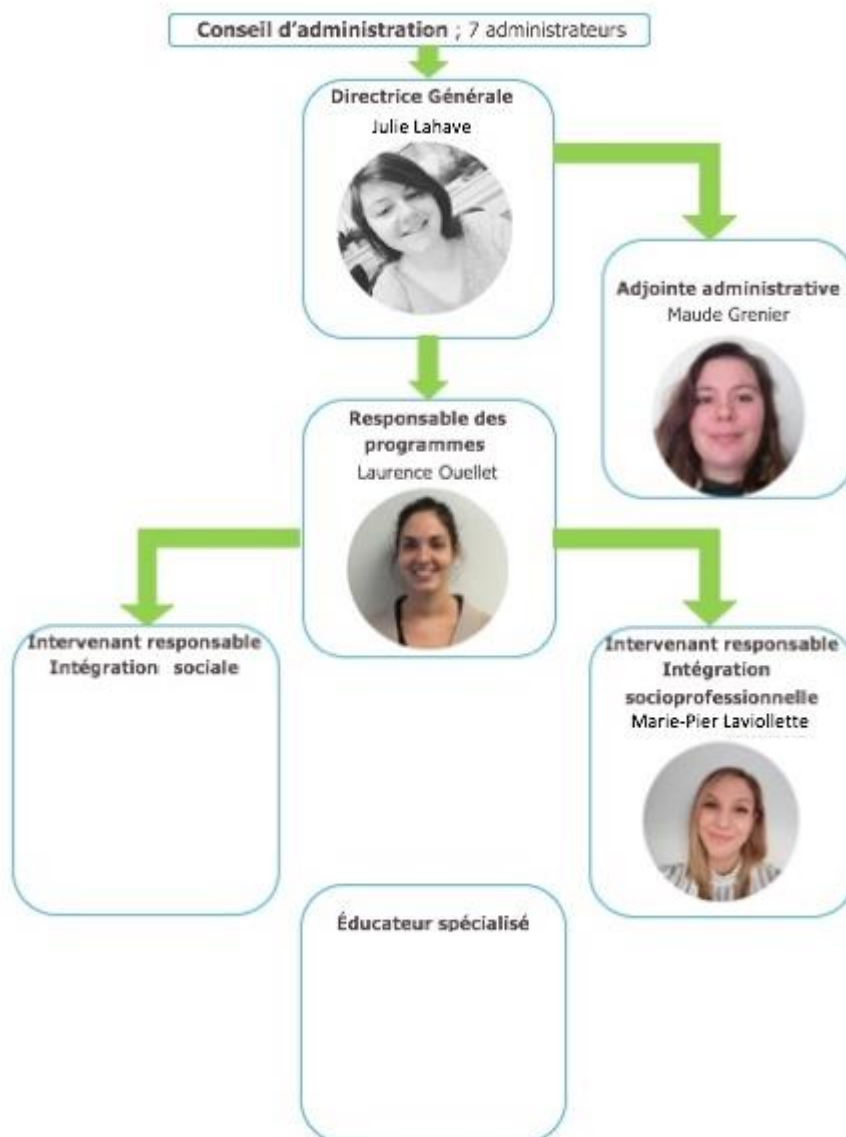 Conseil d'administration ; 7 administrateurs
Directrice Générale
Julie Lahave
Adjointe administrative
Maude Grenier
Responsable des
programmes
Laurence Ouellet
Intervenant responsable
Intégration sociale
Intervenant responsable
Intégration
socioprofessionnelle
Marie-Pier Laviollette
Éducateur spécialisé